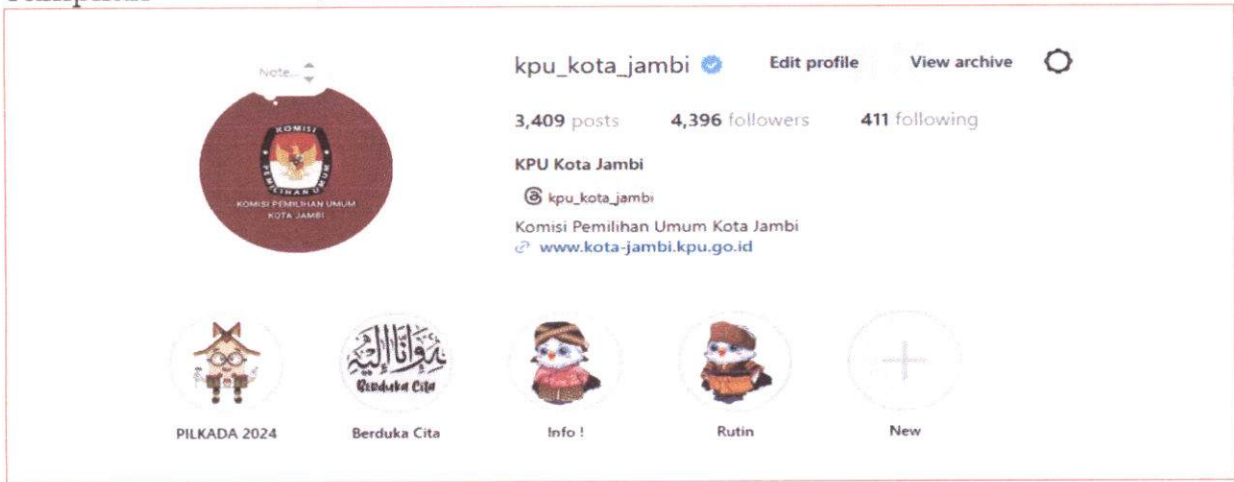 Note...
KOMISI
PEMILIHAN UMUM
KOMISI PEMILIHAN UMUM
KOTA JAMBI
kpu_kota_jambi Edit profile View archive
3,409 posts 4,396 followers 411 following
KPU Kota Jambi
kpu_kota_jambi
Komisi Pemilihan Umum Kota Jambi
www.kota-jambi.kpu.go.id
Berduka Cita
PILKADA 2024 Berduka Cita Info ! Rutin New